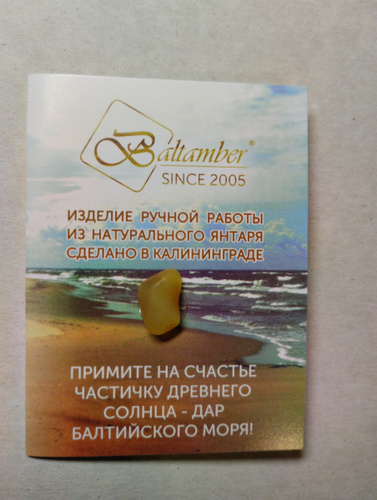 Baltamber®
SINCE 2005
ИЗДЕЛИЕ РУЧНОЙ РАБОТЫ
ИЗ НАТУРАЛЬНОГО ЯНТАРЯ
СДЕЛАНО В КАЛИНИНГРАДЕ
ПРИМИТЕ НА СЧАСТЬЕ
ЧАСТИЧКУ ДРЕВНЕГО
СОЛНЦА - ДАР
БАЛТИЙСКОГО МОРЯ!